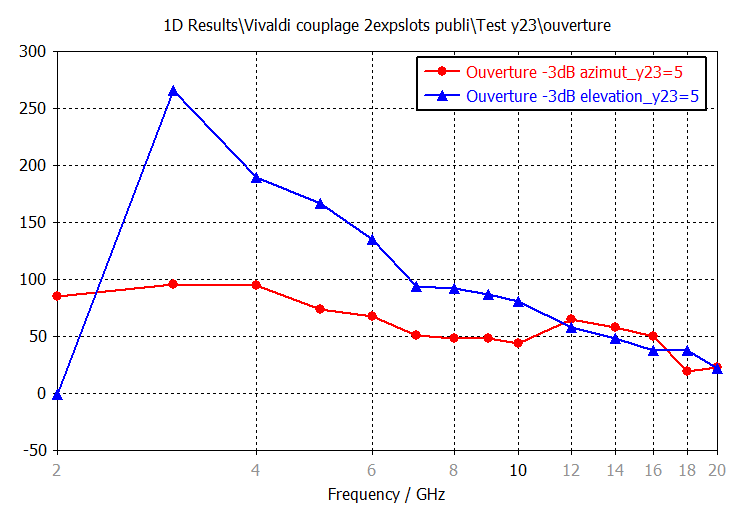 1D Results\Vivaldi couplage 2expslots publi\Test y23\ouverture
Ouverture -3dB azimut_y23=5
Ouverture -3dB elevation_y23=5
300
250
200
150
100
50
0
-50
2 4 6 8 10 12 14 16 18 20
Frequency / GHz